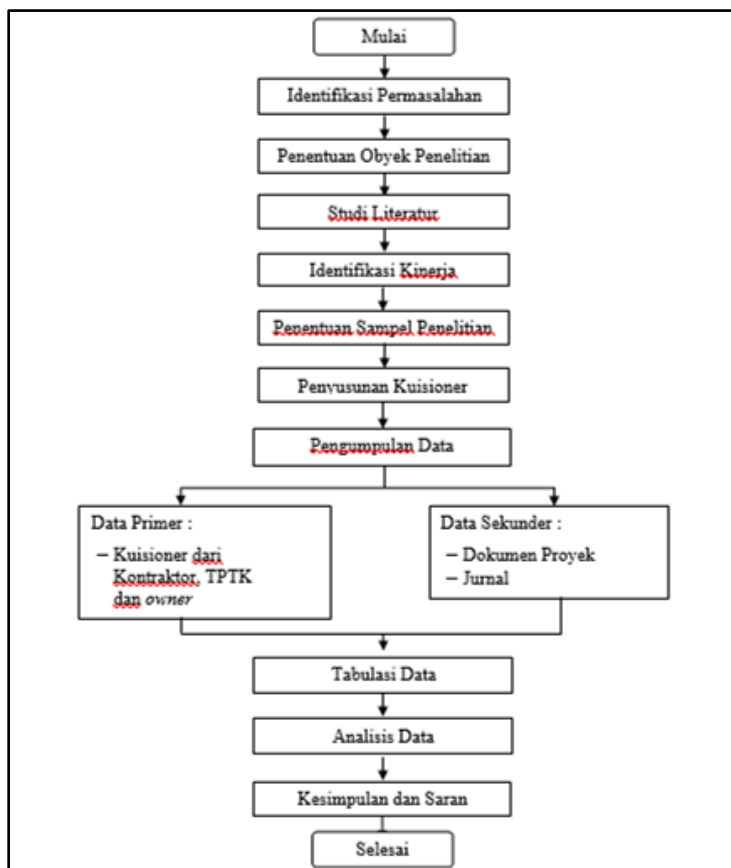 Mulai
Identifikasi Permasalahan
Penentuan Obyek Penelitian
Studi Literatur
Identifikasi Kinerja
Penentuan Sampel Penelitian
Penyusunan Kuisioner
Pengumpulan Data
Data Primer :
– Kuisioner dari
Kontraktor, TPTK
dan owner
Data Sekunder :
– Dokumen Proyek
– Jurnal
Tabulasi Data
Analisis Data
Kesimpulan dan Saran
Selesai